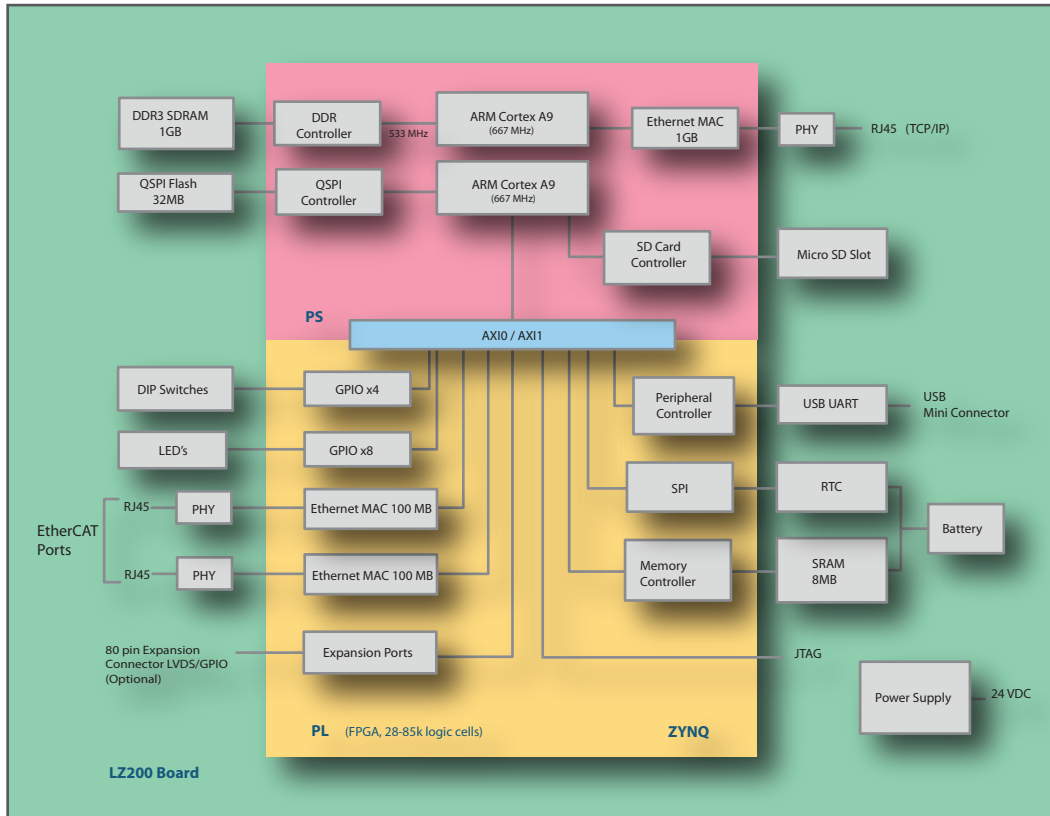 DDR3 SDRAM
1GB
DDR
Controller
533 MHz
ARM Cortex A9
(667 MHz)
Ethernet MAC
1GB
PHY
RJ45 (TCP/IP)
QSPI Flash
32MB
QSPI
Controller
ARM Cortex A9
(667 MHz)
SD Card
Controller
Micro SD Slot
PS
AXI0 / AXI1
DIP Switches
GPIO x4
Peripheral
Controller
USB UART
USB
Mini Connector
LED's
GPIO x8
SPI
RTC
EtherCAT
Ports
RJ45
PHY
Ethernet MAC 100 MB
Battery
RJ45
PHY
Ethernet MAC 100 MB
Memory
Controller
SRAM
8MB
80 pin Expansion
Connector LVDS/GPIO
(Optional)
Expansion Ports
JTAG
Power Supply
24 VDC
PL (FPGA, 28-85k logic cells)
ZYNQ
LZ200 Board